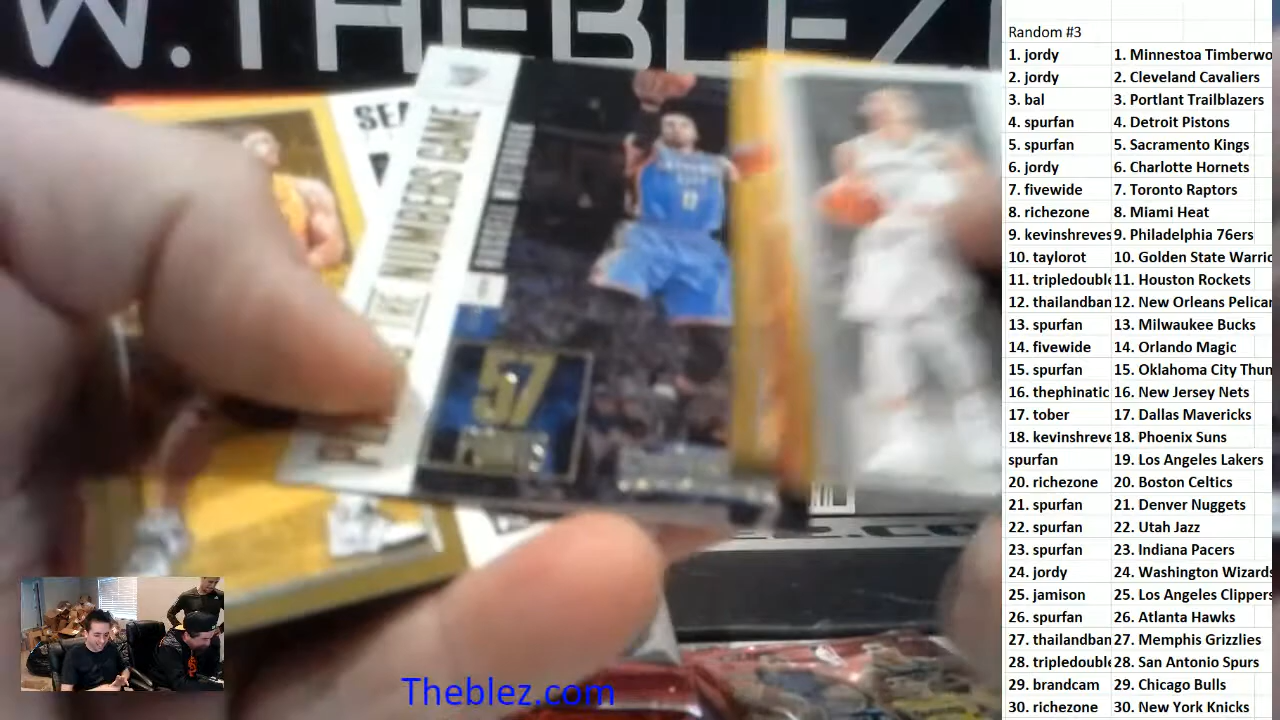 W.THEBLEZ
SEA
THE NUMBERS GAME
RUSSELL WESTBROOK
57
Theblez.com
Random #3
1. jordy 1. Minnestoa Timberwo
2. jordy 2. Cleveland Cavaliers
3. bal 3. Portlant Trailblazers
4. spurfan 4. Detroit Pistons
5. spurfan 5. Sacramento Kings
6. jordy 6. Charlotte Hornets
7. fivewide 7. Toronto Raptors
8. richezone 8. Miami Heat
9. kevinshreves 9. Philadelphia 76ers
10. taylorot 10. Golden State Warrio
11. tripledouble 11. Houston Rockets
12. thailandban 12. New Orleans Pelican
13. spurfan 13. Milwaukee Bucks
14. fivewide 14. Orlando Magic
15. spurfan 15. Oklahoma City Thun
16. thephinatic 16. New Jersey Nets
17. tober 17. Dallas Mavericks
18. kevinshreve 18. Phoenix Suns
spurfan 19. Los Angeles Lakers
20. richezone 20. Boston Celtics
21. spurfan 21. Denver Nuggets
22. spurfan 22. Utah Jazz
23. spurfan 23. Indiana Pacers
24. jordy 24. Washington Wizards
25. jamison 25. Los Angeles Clippers
26. spurfan 26. Atlanta Hawks
27. thailandban 27. Memphis Grizzlies
28. tripledouble 28. San Antonio Spurs
29. brandcam 29. Chicago Bulls
30. richezone 30. New York Knicks